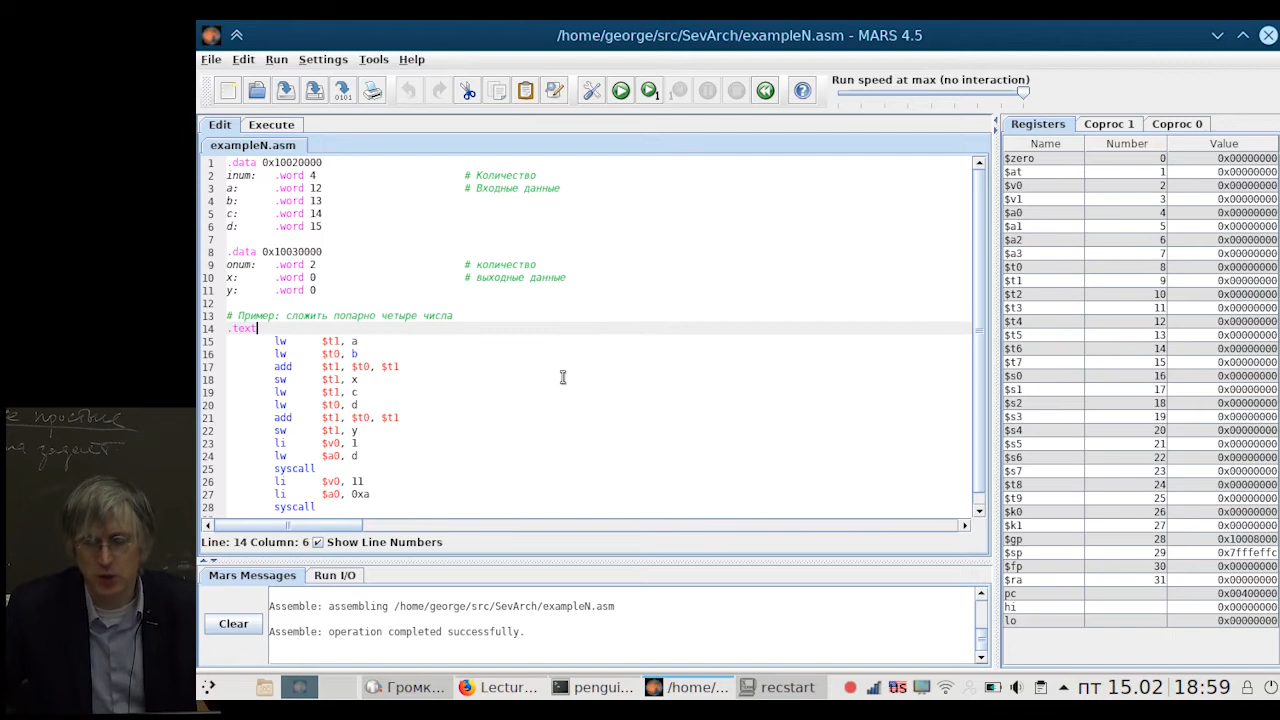 /home/george/src/SevArch/exampleN.asm - MARS 4.5
File Edit Run Settings Tools Help
Run speed at max (no interaction)
Edit Execute
exampleN.asm
1 .data 0x10020000
2 inum: .word 4 # Количество
3 a: .word 12 # Входные данные
4 b: .word 13
5 c: .word 14
6 d: .word 15
7
8 .data 0x10030000
9 onum: .word 2 # количество
10 x: .word 0 # выходные данные
11 y: .word 0
12
13 # Пример: сложить попарно четыре числа
14 .text
15 lw $t1, a
16 lw $t0, b
17 add $t1, $t0, $t1
18 sw $t1, x
19 lw $t1, c
20 lw $t0, d
21 add $t1, $t0, $t1
22 sw $t1, y
23 li $v0, 1
24 lw $a0, d
25 syscall
26 li $v0, 11
27 li $a0, 0xa
28 syscall
Line: 14 Column: 6 Show Line Numbers
Mars Messages Run I/O
Clear
Assemble: assembling /home/george/src/SevArch/exampleN.asm
Assemble: operation completed successfully.
Registers Coproc 1 Coproc 0
Name Number Value
$zero 0 0x00000000
$at 1 0x00000000
$v0 2 0x00000000
$v1 3 0x00000000
$a0 4 0x00000000
$a1 5 0x00000000
$a2 6 0x00000000
$a3 7 0x00000000
$t0 8 0x00000000
$t1 9 0x00000000
$t2 10 0x00000000
$t3 11 0x00000000
$t4 12 0x00000000
$t5 13 0x00000000
$t6 14 0x00000000
$t7 15 0x00000000
$s0 16 0x00000000
$s1 17 0x00000000
$s2 18 0x00000000
$s3 19 0x00000000
$s4 20 0x00000000
$s5 21 0x00000000
$s6 22 0x00000000
$s7 23 0x00000000
$t8 24 0x00000000
$t9 25 0x00000000
$k0 26 0x00000000
$k1 27 0x00000000
$gp 28 0x10008000
$sp 29 0x7fffeffc
$fp 30 0x00000000
$ra 31 0x00000000
pc 0x00400000
hi 0x00000000
lo 0x00000000
простые
задает
Громк... Lectur... pengui... /home/... recstart us пт 15.02 18:59